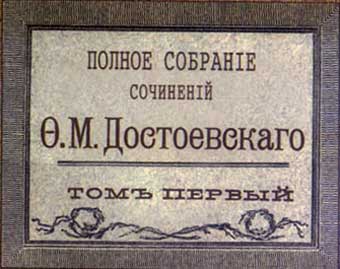 ПОЛНОЕ СОБРАНІЕ
СОЧИНЕНІЙ
Ѳ.М. Достоевскаго
ТОМЪ ПЕРВЫЙ